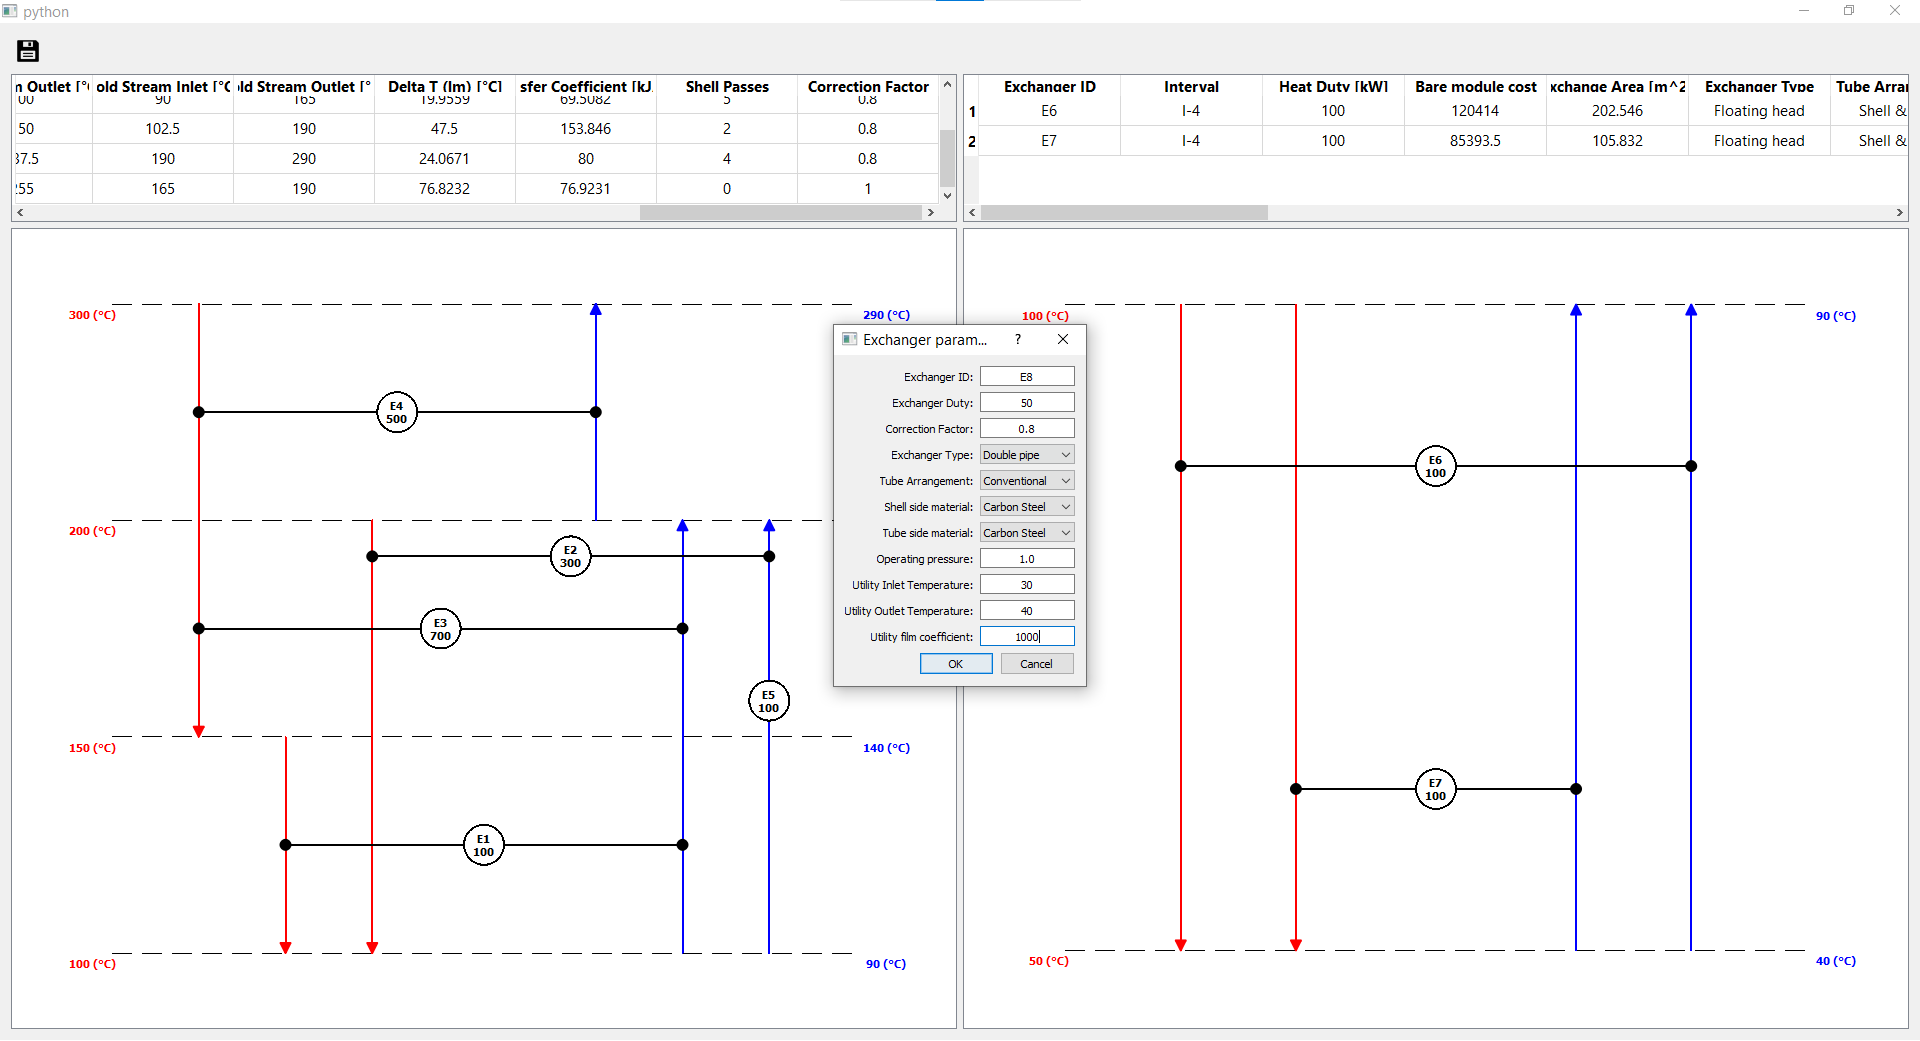 python
Outlet [°
old Stream Inlet [°C
ld Stream Outlet [°
Delta T (lm) [°C]
sfer Coefficient [kJ
Shell Passes
Correction Factor
00 90 165 19.9559 69.5082 5 0.8
50 102.5 190 47.5 153.846 2 0.8
37.5 190 290 24.0671 80 4 0.8
255 165 190 76.8232 76.9231 0 1
Exchanger ID Interval Heat Duty [kW] Bare module cost xchange Area [m^2 Exchanger Type Tube Arrar
1 E6 I-4 100 120414 202.546 Floating head Shell &
2 E7 I-4 100 85393.5 105.832 Floating head Shell &
300 (°C)
290 (°C)
E4
500
200 (°C)
E2
300
E3
700
E5
100
150 (°C)
140 (°C)
E1
100
100 (°C)
90 (°C)
Exchanger param... ?
Exchanger ID: E8
Exchanger Duty: 50
Correction Factor: 0.8
Exchanger Type: Double pipe
Tube Arrangement: Conventional
Shell side material: Carbon Steel
Tube side material: Carbon Steel
Operating pressure: 1.0
Utility Inlet Temperature: 30
Utility Outlet Temperature: 40
Utility film coefficient: 1000
OK Cancel
100 (°C)
90 (°C)
E6
100
E7
100
50 (°C)
40 (°C)